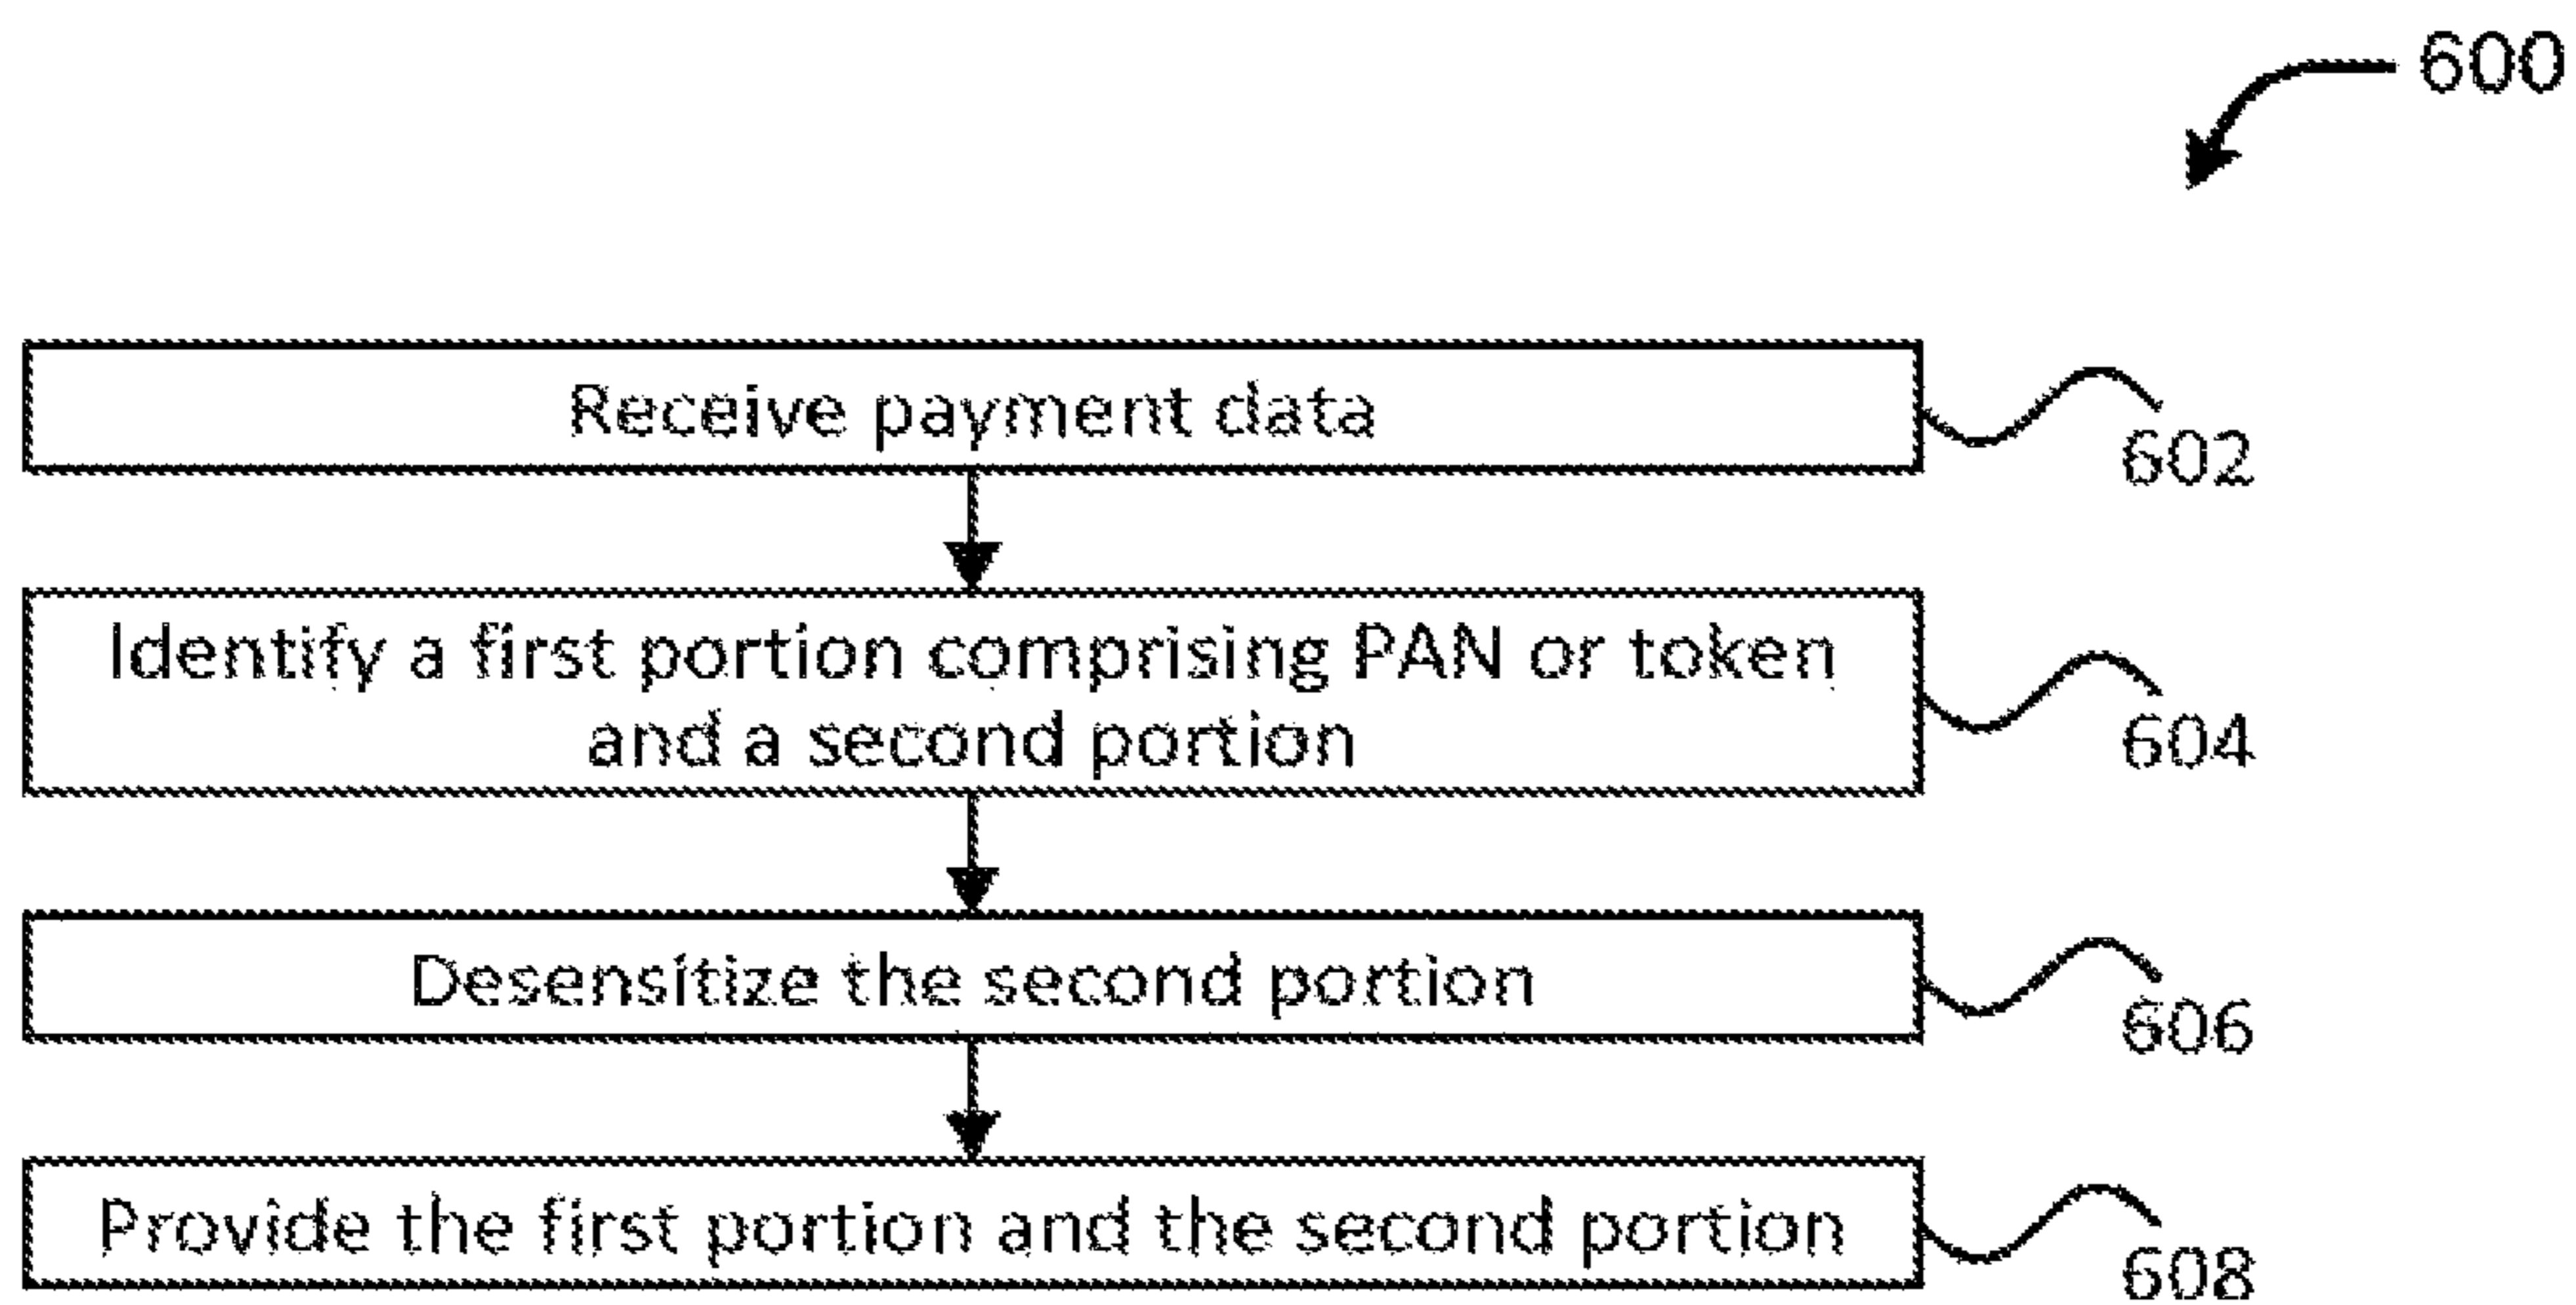 600
Receive payment data
602
Identify a first portion comprising PAN or token
and a second portion
604
Desensitize the second portion
606
Provide the first portion and the second portion
608